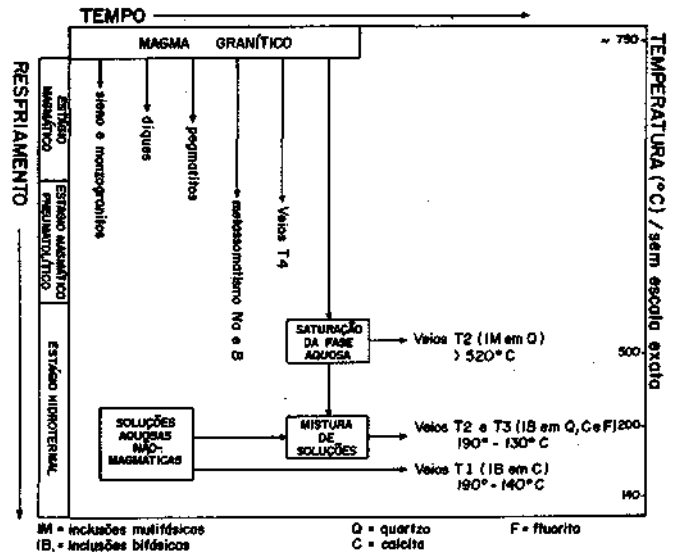 TEMPO
MAGMA GRANÍTICO
~ 750
TEMPERATURA (°C) / sem escala exata
RESFRIAMENTO
ESTÁGIO
MAGMÁTICO
ESTÁGIO MAGMÁTICO
PNEUMATOLÍTICO
ESTÁGIO HIDROTERMAL
sieno e monzogranitos
diques
pegmatitos
metassomatismo Na e B
Veios T4
SATURAÇÃO
DA FASE
AQUOSA
Veios T2 (IM em Q)
> 520°C
500
SOLUÇÕES
AQUOSAS
NÃO-
MAGMÁTICAS
MISTURA
DE
SOLUÇÕES
Veios T2 e T3 (IB em Q, C e F)
190° - 130°C
200
Veios T1 (IB em C)
190° - 140°C
140
IM = inclusões multifásicas
Q = quartzo
F = fluorita
IB, = Inclusões bifásicas
C = calcita